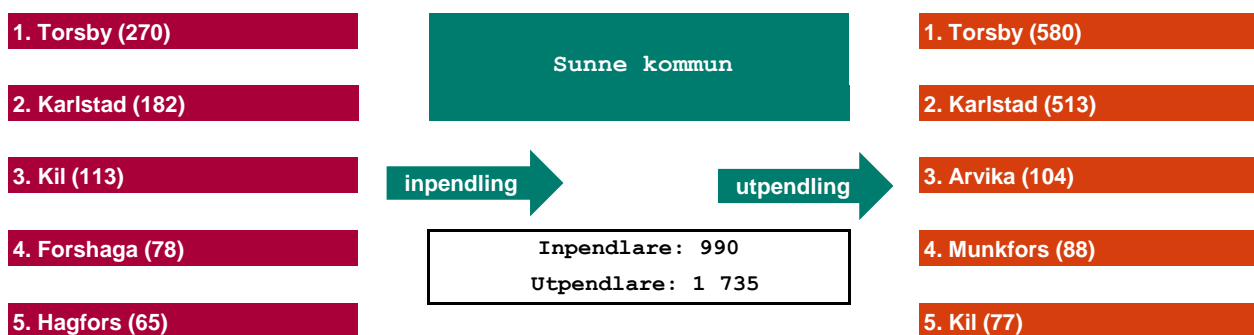 1. Torsby (270)
2. Karlstad (182)
3. Kil (113)
4. Forshaga (78)
5. Hagfors (65)
inpendling
Sunne kommun
Inpendlare: 990
Utpendlare: 1 735
utpendling
1. Torsby (580)
2. Karlstad (513)
3. Arvika (104)
4. Munkfors (88)
5. Kil (77)